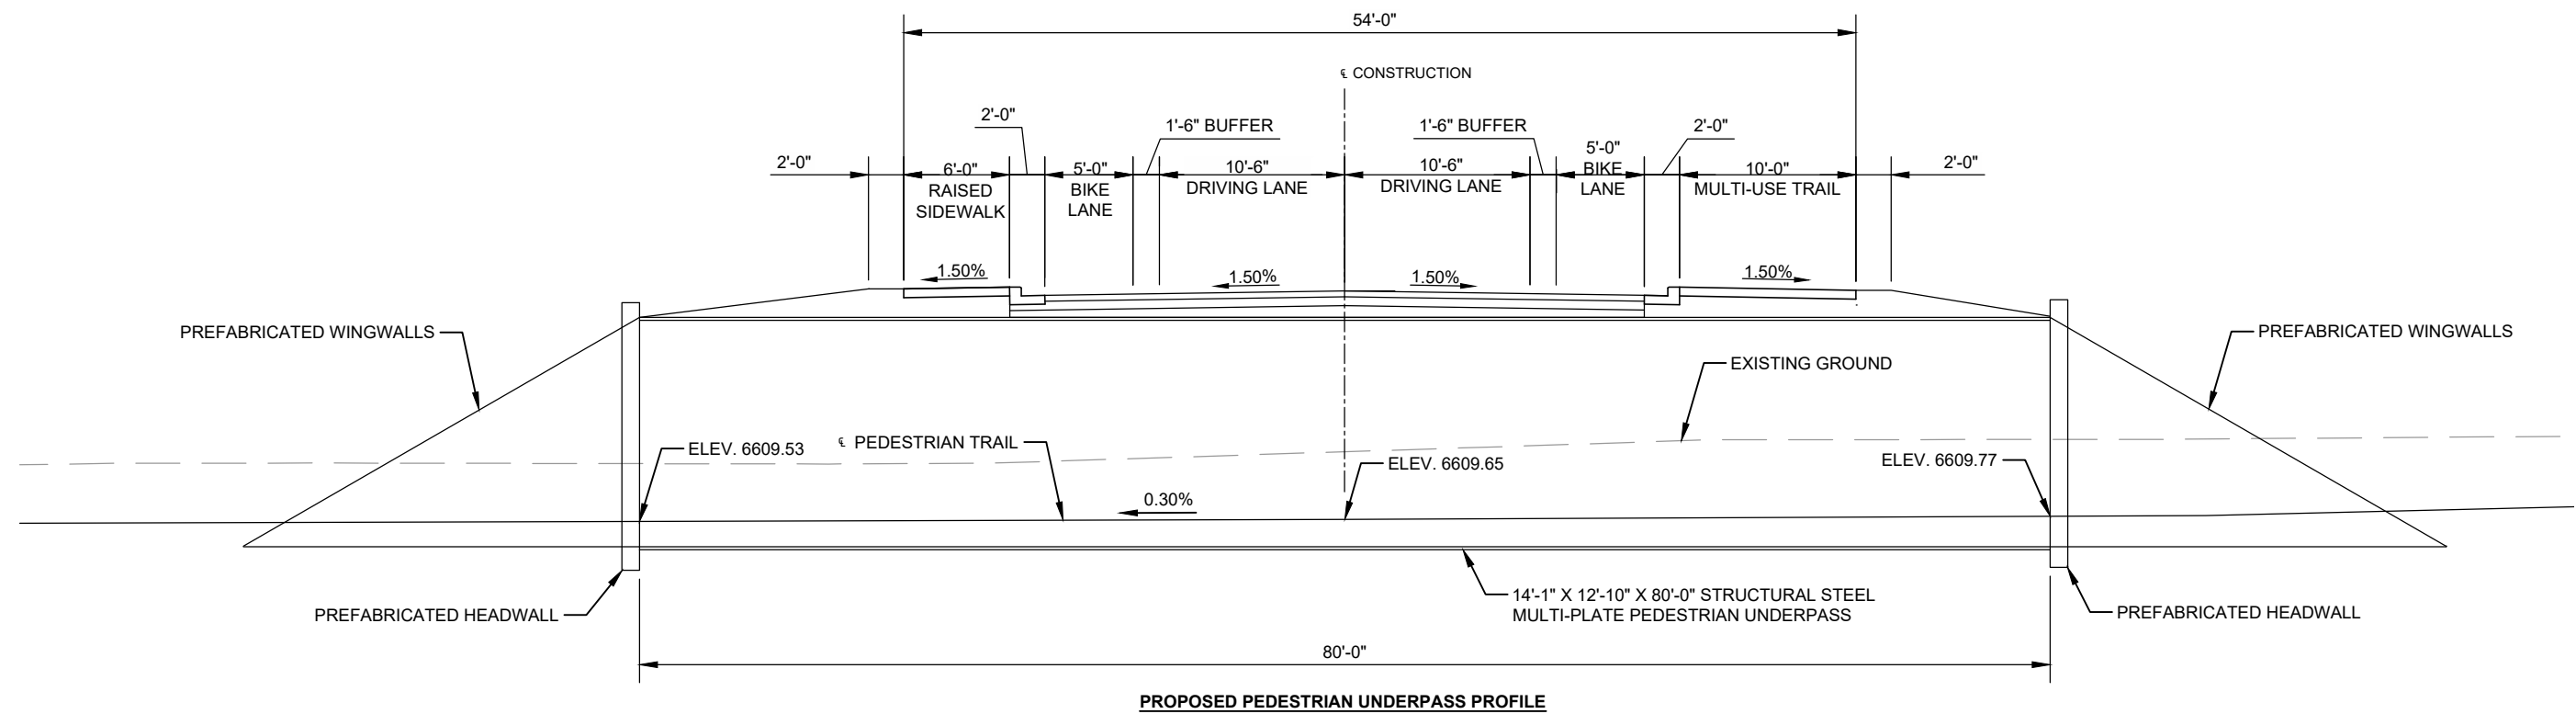 54'-0"
℄ CONSTRUCTION
2'-0"
1'-6" BUFFER
1'-6" BUFFER
2'-0"
2'-0"
6'-0"
RAISED
SIDEWALK
5'-0"
BIKE
LANE
10'-6"
DRIVING LANE
10'-6"
DRIVING LANE
5'-0"
BIKE
LANE
10'-0"
MULTI-USE TRAIL
2'-0"
1.50%
1.50%
1.50%
1.50%
PREFABRICATED WINGWALLS
PREFABRICATED WINGWALLS
EXISTING GROUND
ELEV. 6609.53
℄ PEDESTRIAN TRAIL
ELEV. 6609.65
ELEV. 6609.77
0.30%
14'-1" X 12'-10" X 80'-0" STRUCTURAL STEEL
MULTI-PLATE PEDESTRIAN UNDERPASS
PREFABRICATED HEADWALL
PREFABRICATED HEADWALL
80'-0"
PROPOSED PEDESTRIAN UNDERPASS PROFILE